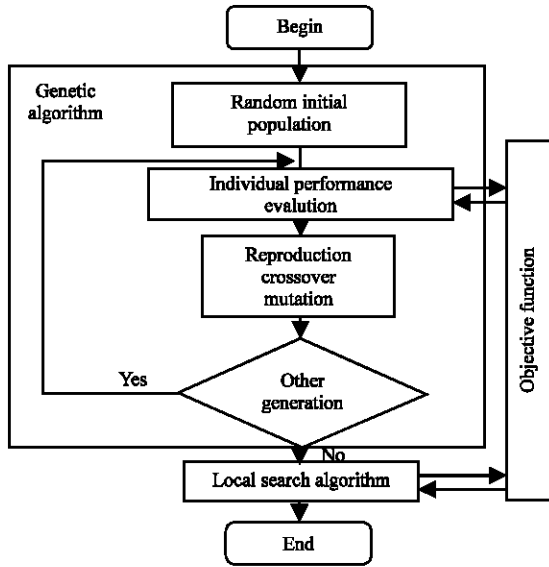 Begin
Genetic
algorithm
Random initial
population
Individual performance
evalution
Reproduction
crossover
mutation
Objective function
Yes
Other
generation
No
Local search algorithm
End